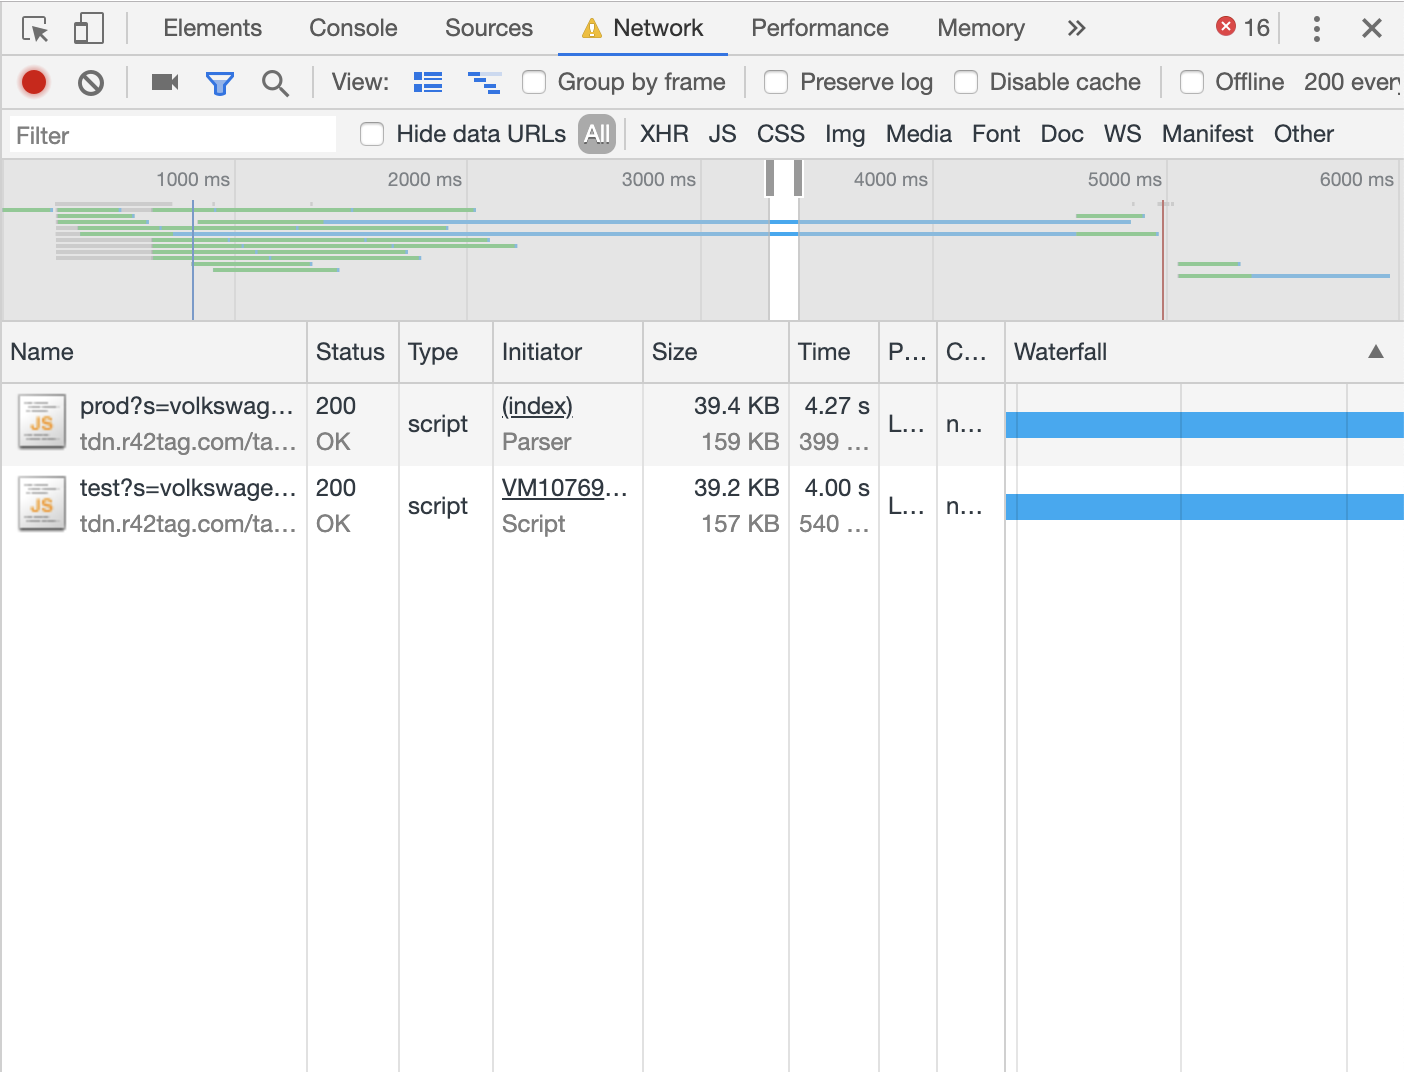 Elements Console Sources Network Performance Memory 16
View: Group by frame Preserve log Disable cache Offline 200 ever
Filter Hide data URLs All XHR JS CSS Img Media Font Doc WS Manifest Other
1000 ms 2000 ms 3000 ms 4000 ms 5000 ms 6000 ms
Name Status Type Initiator Size Time P... C... Waterfall
JS prod?s=volkswag... 200 script (index) 39.4 KB 4.27 s L... n...
tdn.r42tag.com/ta... OK Parser 159 KB 399 ...
JS test?s=volkswage... 200 script VM10769... 39.2 KB 4.00 s L... n...
tdn.r42tag.com/ta... OK Script 157 KB 540 ...